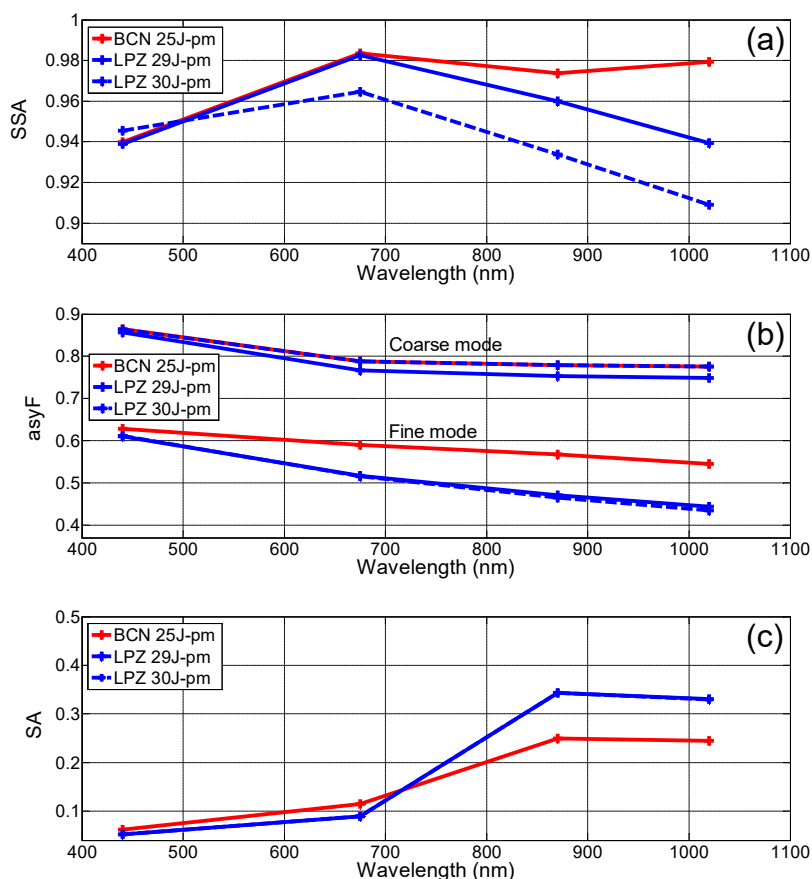 1
0.98
0.96
0.94
0.92
0.9
SSA
BCN 25J-pm
LPZ 29J-pm
LPZ 30J-pm
(a)
400 500 600 700 800 900 1000 1100
Wavelength (nm)
0.9
0.8
0.7
0.6
0.5
0.4
asyF
(b)
Coarse mode
BCN 25J-pm
LPZ 29J-pm
LPZ 30J-pm
Fine mode
400 500 600 700 800 900 1000 1100
Wavelength (nm)
0.5
0.4
0.3
0.2
0.1
SA
BCN 25J-pm
LPZ 29J-pm
LPZ 30J-pm
(c)
400 500 600 700 800 900 1000 1100
Wavelength (nm)